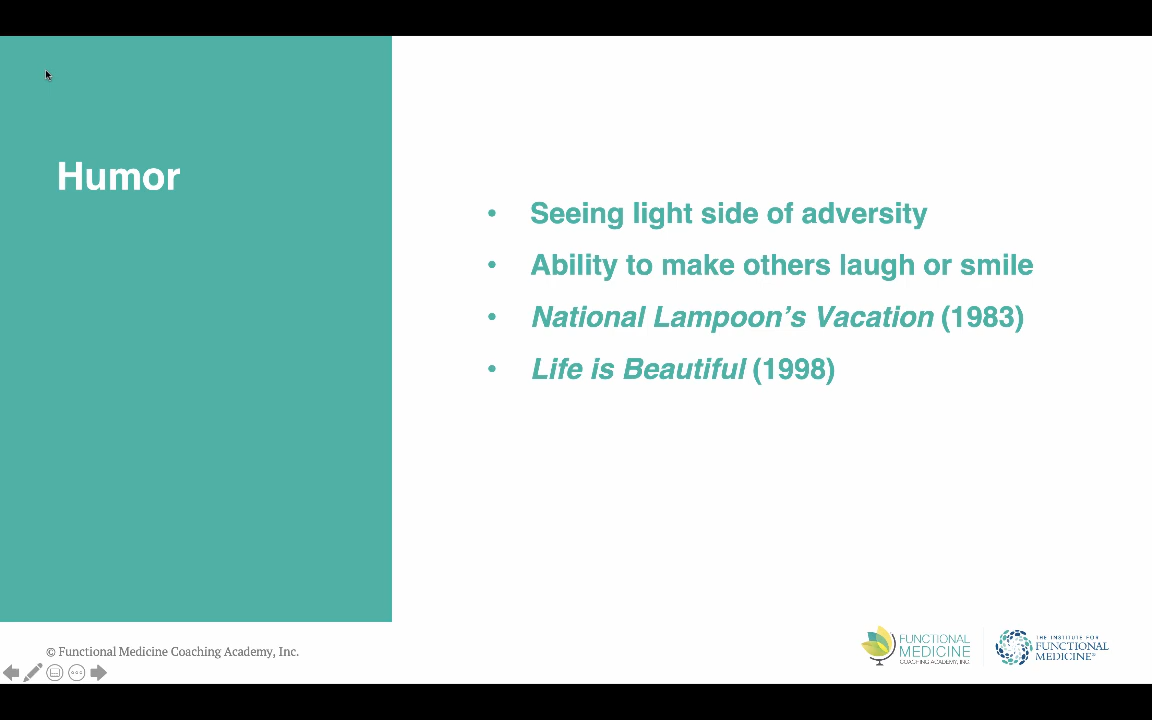 Humor
• Seeing light side of adversity
• Ability to make others laugh or smile
• National Lampoon’s Vacation (1983)
• Life is Beautiful (1998)
© Functional Medicine Coaching Academy, Inc.
FUNCTIONAL
MEDICINE
COACHING ACADEMY, INC.
THE INSTITUTE FOR
FUNCTIONAL
MEDICINE™